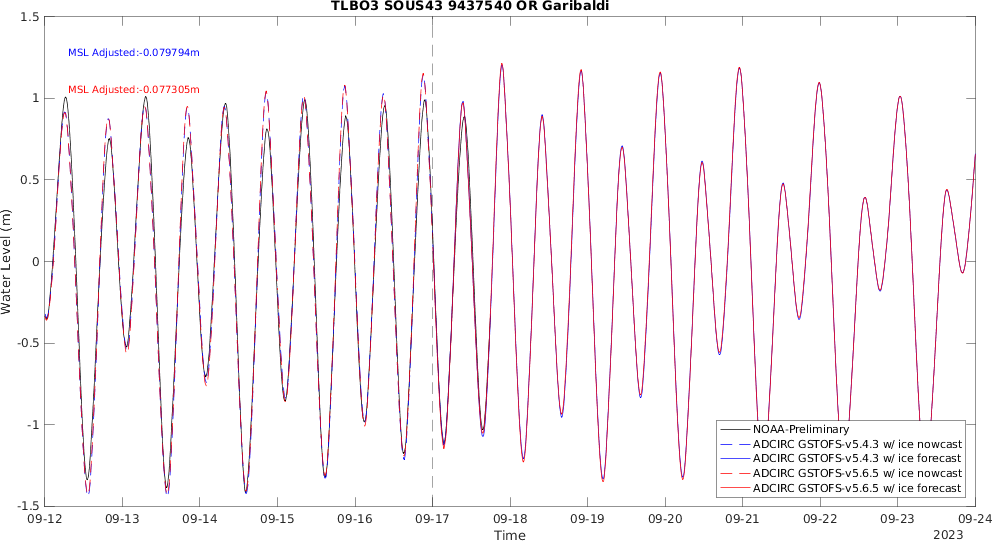 TLBO3 SOUS43 9437540 OR Garibaldi
1.5
MSL Adjusted:-0.079794m
MSL Adjusted:-0.077305m
1
0.5
0
-0.5
-1
-1.5
Water Level (m)
NOAA-Preliminary
ADCIRC GSTOFS-v5.4.3 w/ ice nowcast
ADCIRC GSTOFS-v5.4.3 w/ ice forecast
ADCIRC GSTOFS-v5.6.5 w/ ice nowcast
ADCIRC GSTOFS-v5.6.5 w/ ice forecast
09-12 09-13 09-14 09-15 09-16 09-17 09-18 09-19 09-20 09-21 09-22 09-23 09-24
Time
2023